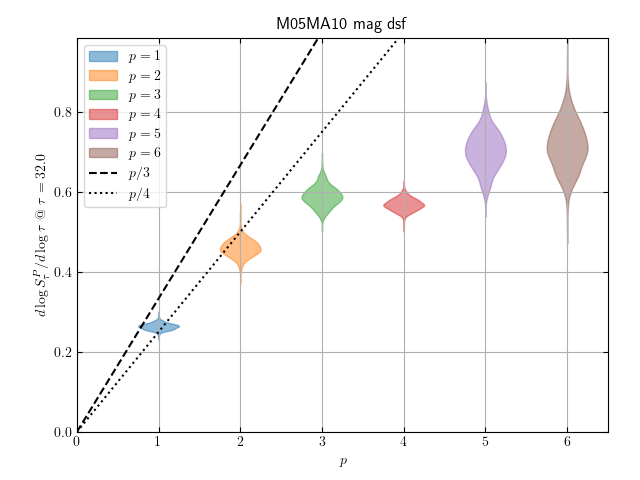 M05MA10 mag dsf
p = 1
p = 2
p = 3
p = 4
p = 5
p = 6
p/3
p/4
d log S_τ^P / d log τ @ τ = 32.0
0.8
0.6
0.4
0.2
0.0
0 1 2 3 4 5 6
p